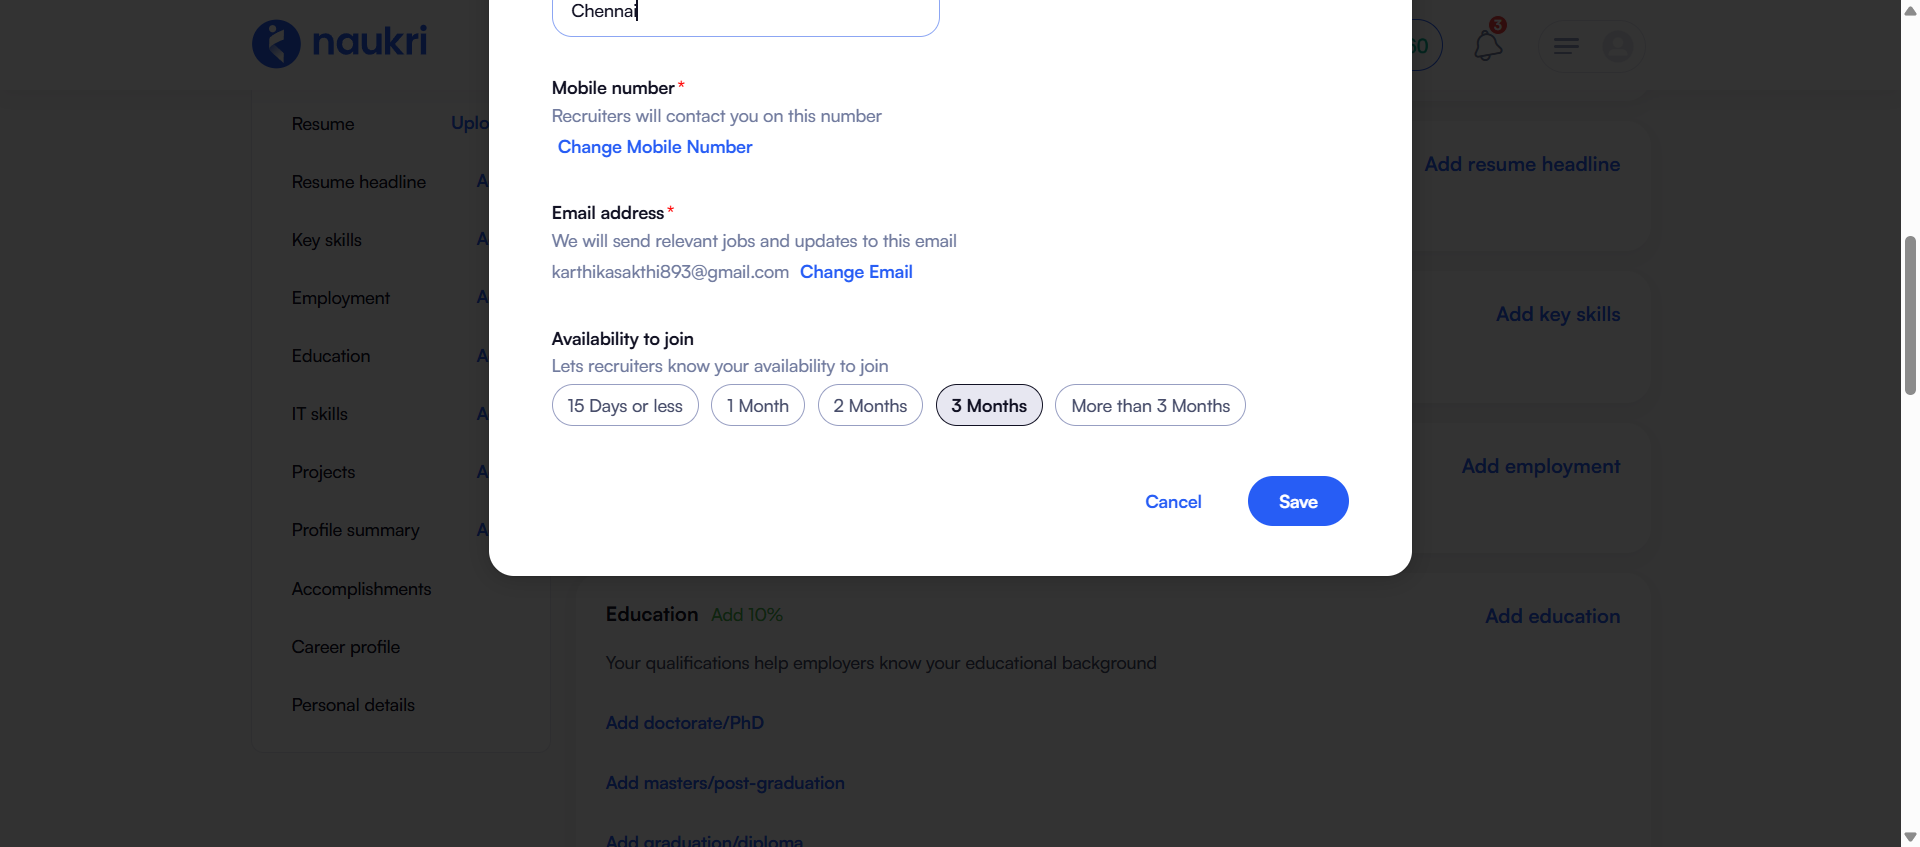 Chennai
naukri
60
3
Mobile number*
Recruiters will contact you on this number
Change Mobile Number
Email address*
We will send relevant jobs and updates to this email
karthikasakthi893@gmail.com Change Email
Availability to join
Lets recruiters know your availability to join
15 Days or less
1 Month
2 Months
3 Months
More than 3 Months
Cancel
Save
Resume
Uplo
Resume headline
A
Key skills
A
Employment
A
Education
A
IT skills
A
Projects
A
Profile summary
A
Accomplishments
Career profile
Personal details
Add resume headline
Add key skills
Add employment
Education Add 10%
Add education
Your qualifications help employers know your educational background
Add doctorate/PhD
Add masters/post-graduation
Add graduation/diploma